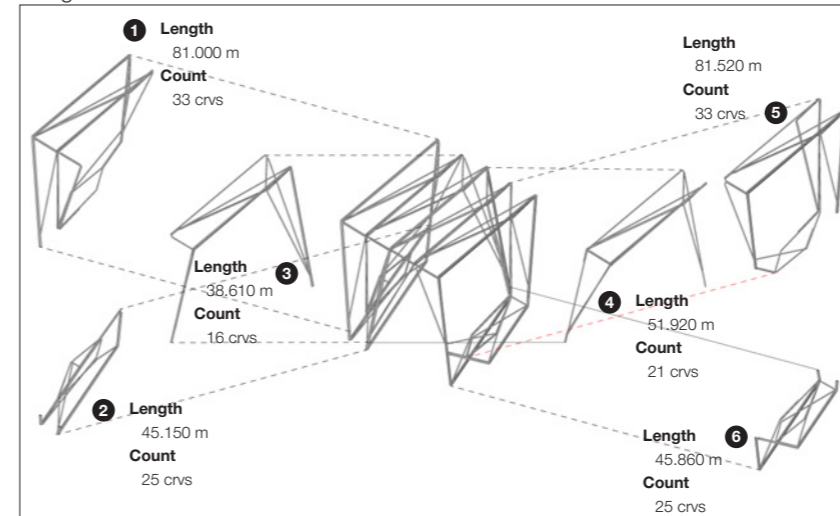 1 Length
81.000 m
Count
33 crvs
Length
81.520 m
Count
33 crvs 5
Length 3
38.610 m
Count
16 crvs
4 Length
51.920 m
Count
21 crvs
2 Length
45.150 m
Count
25 crvs
Length 6
45.860 m
Count
25 crvs